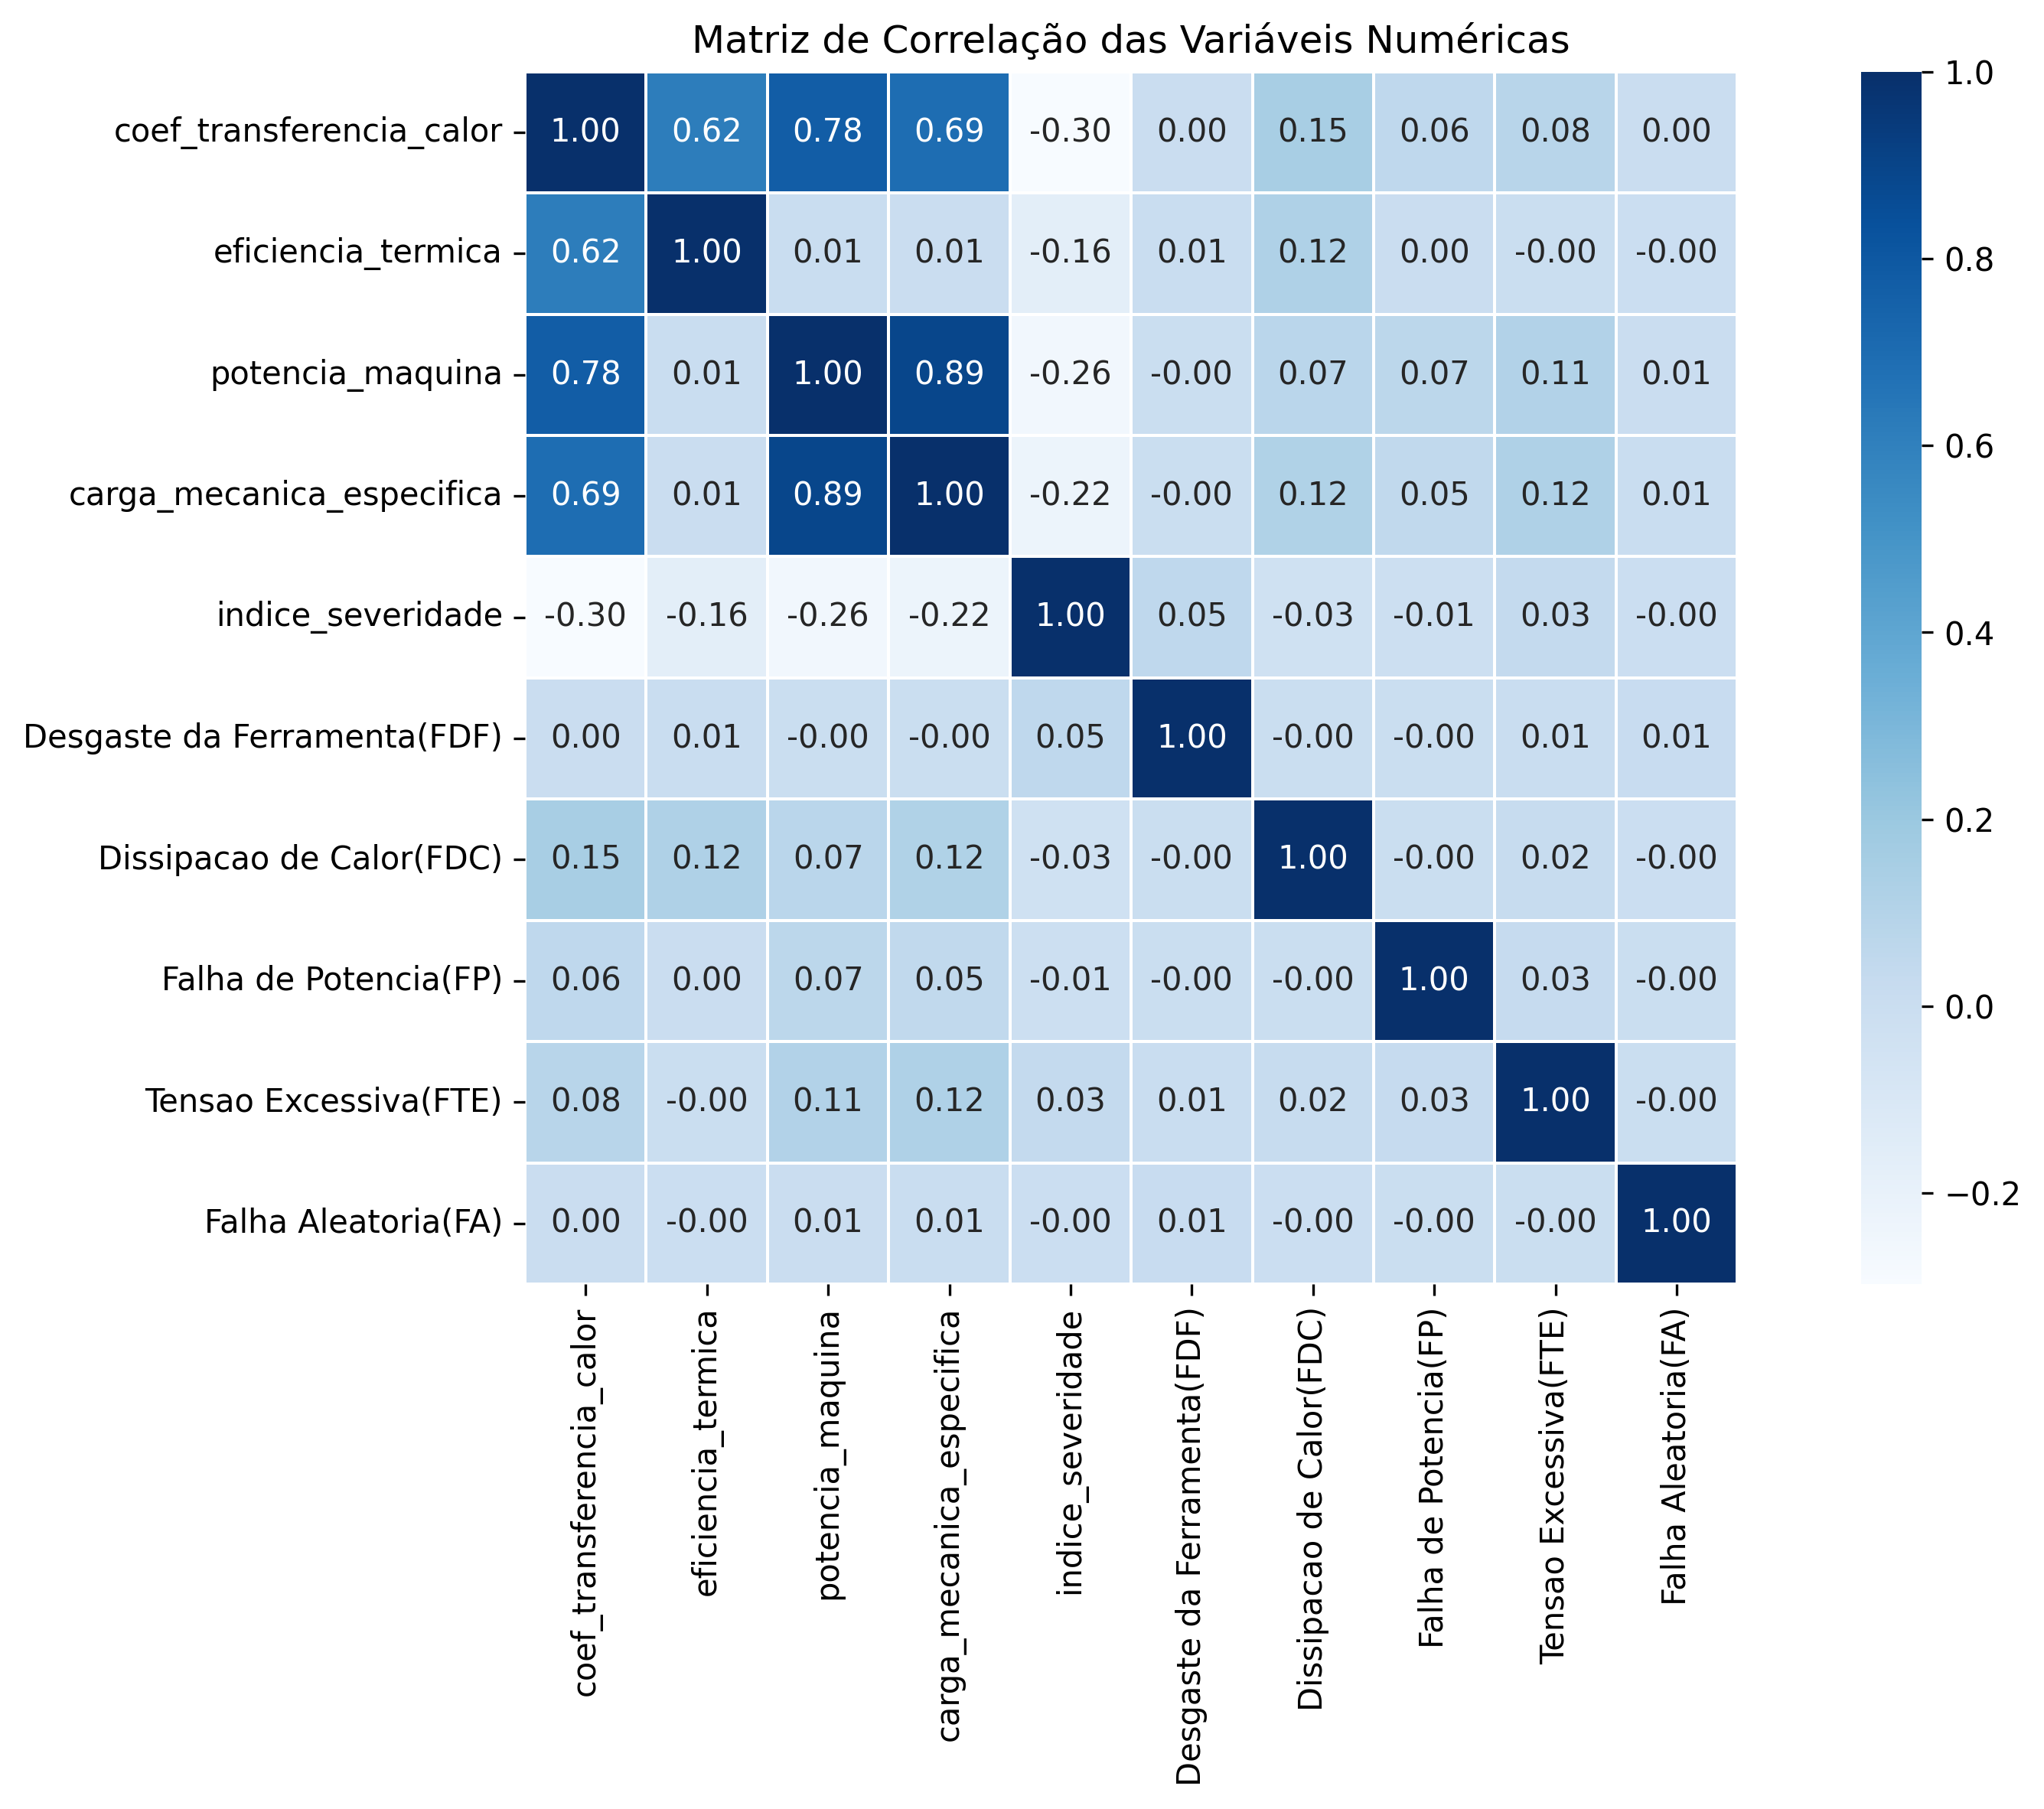 Matriz de Correlação das Variáveis Numéricas
coef_transferencia_calor 1.00 0.62 0.78 0.69 -0.30 0.00 0.15 0.06 0.08 0.00
eficiencia_termica 0.62 1.00 0.01 0.01 -0.16 0.01 0.12 0.00 -0.00 -0.00
potencia_maquina 0.78 0.01 1.00 0.89 -0.26 -0.00 0.07 0.07 0.11 0.01
carga_mecanica_especifica 0.69 0.01 0.89 1.00 -0.22 -0.00 0.12 0.05 0.12 0.01
indice_severidade -0.30 -0.16 -0.26 -0.22 1.00 0.05 -0.03 -0.01 0.03 -0.00
Desgaste da Ferramenta(FDF) 0.00 0.01 -0.00 -0.00 0.05 1.00 -0.00 -0.00 0.01 0.01
Dissipacao de Calor(FDC) 0.15 0.12 0.07 0.12 -0.03 -0.00 1.00 -0.00 0.02 -0.00
Falha de Potencia(FP) 0.06 0.00 0.07 0.05 -0.01 -0.00 -0.00 1.00 0.03 -0.00
Tensao Excessiva(FTE) 0.08 -0.00 0.11 0.12 0.03 0.01 0.02 0.03 1.00 -0.00
Falha Aleatoria(FA) 0.00 -0.00 0.01 0.01 -0.00 0.01 -0.00 -0.00 -0.00 1.00
coef_transferencia_calor
eficiencia_termica
potencia_maquina
carga_mecanica_especifica
indice_severidade
Desgaste da Ferramenta(FDF)
Dissipacao de Calor(FDC)
Falha de Potencia(FP)
Tensao Excessiva(FTE)
Falha Aleatoria(FA)
1.0
0.8
0.6
0.4
0.2
0.0
−0.2